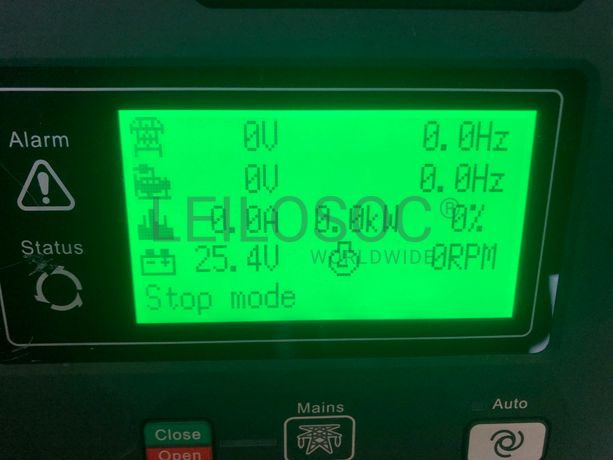 Alarm
Status
0V 0.0Hz
0V 0.0Hz
0.0A 0.0kW 0%
25.4V 0RPM
Stop mode
LEILOSOC®
WORLDWIDE
Mains
Auto
Close
Open